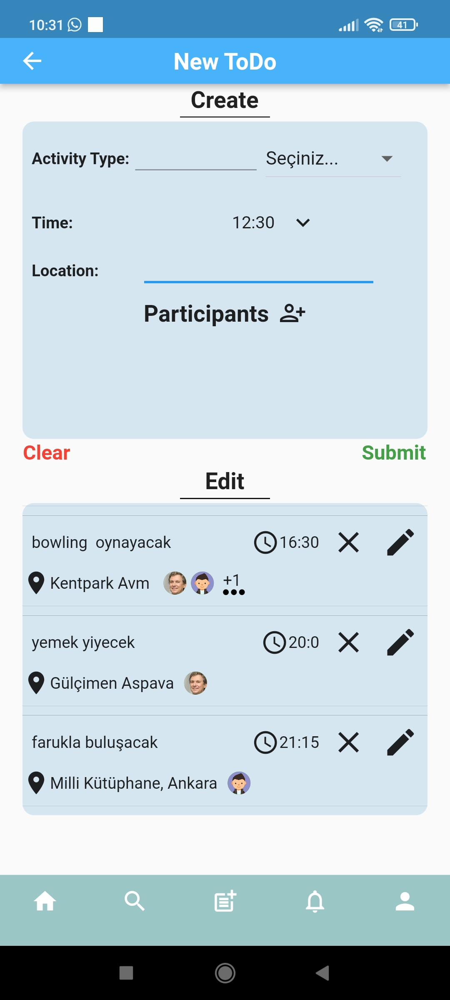 10:31 41
New ToDo
Create
Activity Type: Seçiniz...
Time: 12:30
Location:
Participants
Clear Submit
Edit
bowling  oynayacak 16:30
Kentpark Avm +1
yemek yiyecek 20:0
Gülçimen Aspava
farukla buluşacak 21:15
Milli Kütüphane, Ankara